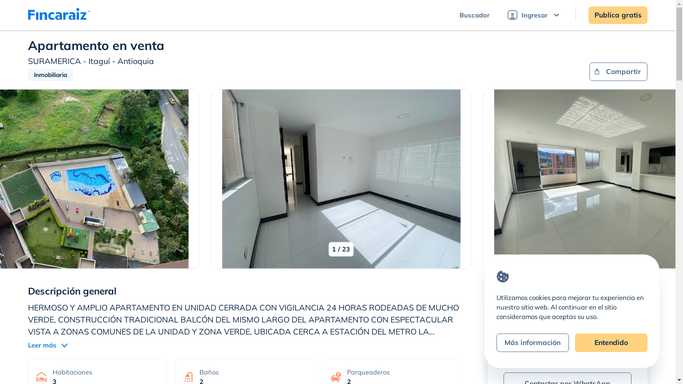 Fincaraiz
Buscador
Ingresar
Publica gratis
Apartamento en venta
SURAMERICA - Itaguí - Antioquia
Inmobiliaria
Compartir
1 / 23
Descripción general
HERMOSO Y AMPLIO APARTAMENTO EN UNIDAD CERRADA CON VIGILANCIA 24 HORAS RODEADAS DE MUCHO
VERDE, CONSTRUCCIÓN TRADICIONAL BALCÓN DEL MISMO LARGO DEL APARTAMENTO CON ESPECTACULAR
VISTA A ZONAS COMUNES DE LA UNIDAD Y ZONA VERDE, UBICADA CERCA A ESTACIÓN DEL METRO LA...
Leer más
Habitaciones
3
Baños
2
Parqueaderos
2
Utilizamos cookies para mejorar tu experiencia en
nuestro sitio web. Al continuar en el sitio
consideramos que aceptas su uso.
Más información
Entendido
Contactar por WhatsApp